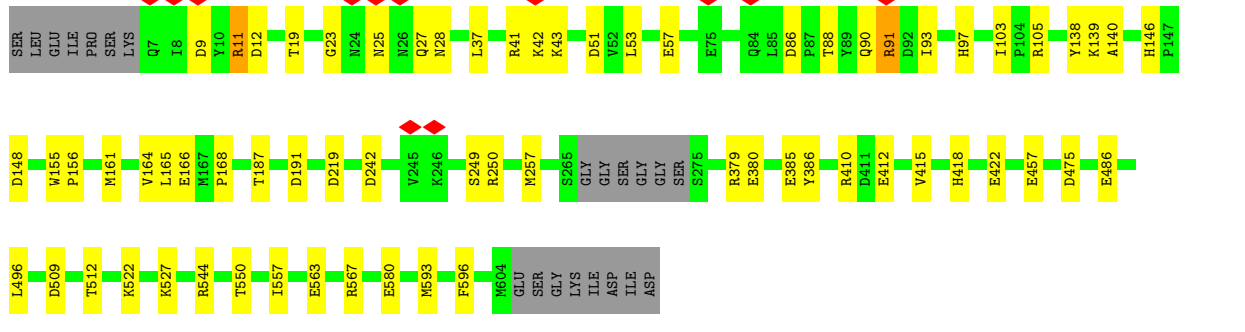 SER LEU GLU ILE PRO SER LYS Q7 I8 D9 Y10 R11 D12 T19 G23 N24 N25 N26 Q27 N28 L37 R41 K42 K43 D51 V52 L53 E57 E75 Q84 L85 D86 P87 T88 Y89 Q90 R91 D92 I93 H97 I103 P104 R105 Y138 K139 A140 H146 P147
D148 W155 P156 M161 V164 L165 E166 M167 P168 T187 D191 D219 D242 V245 K246 S249 R250 M257 S265 GLY GLY SER GLY GLY SER S275 R379 E380 E385 Y386 R410 D411 E412 V415 H418 E422 E457 D475 E486
L496 D509 T512 K522 K527 R544 T550 I557 E563 R567 E580 M593 F596 M604 GLU SER GLY LYS ILE ASP ILE ASP